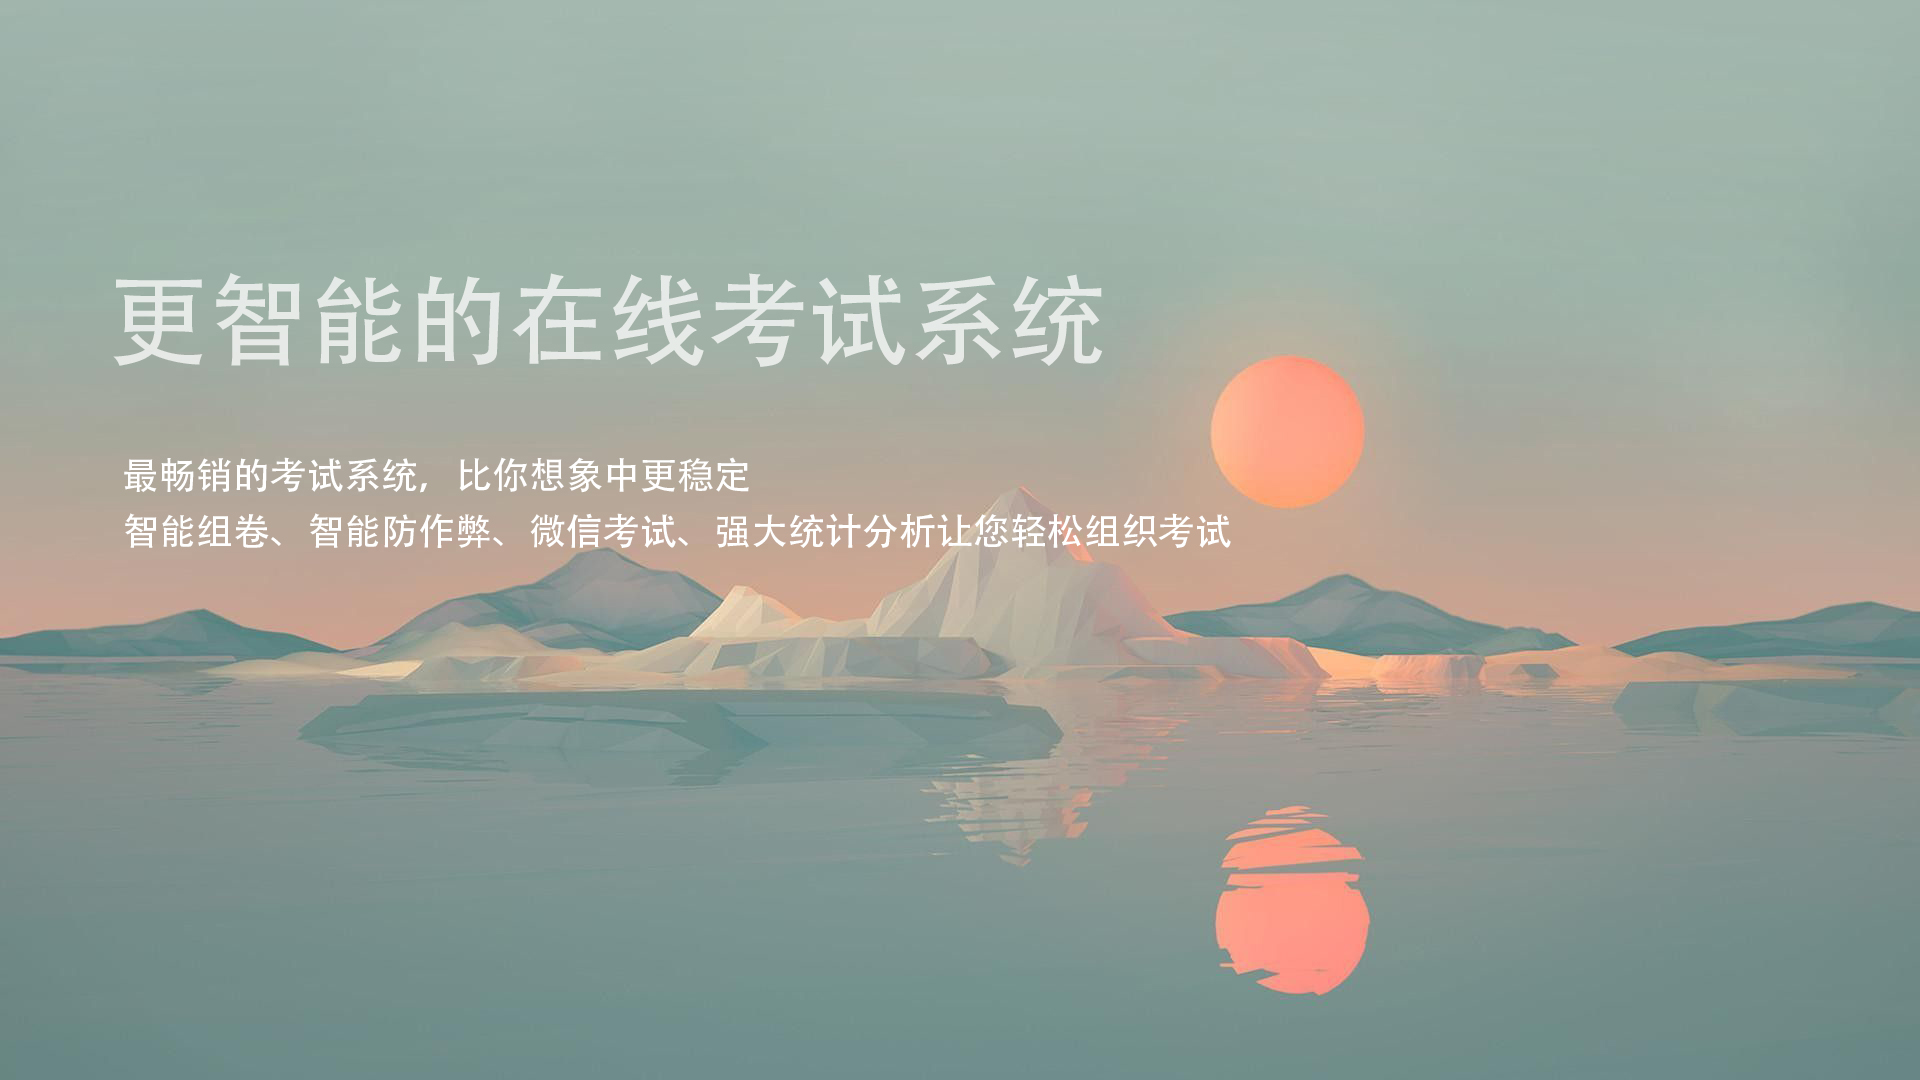 更智能的在线考试系统
最畅销的考试系统，比你想象中更稳定
智能组卷、智能防作弊、微信考试、强大统计分析让您轻松组织考试